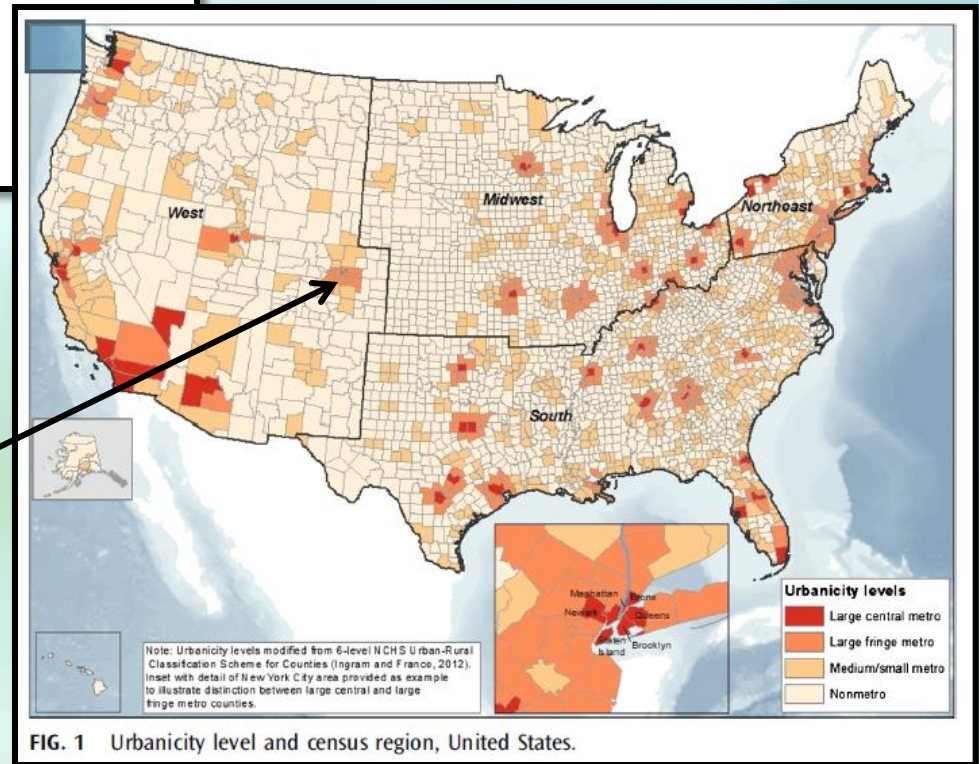 West
Midwest
Northeast
South
Manhattan
Bronx
Newark
Queens
Staten
Island
Brooklyn
Urbanicity levels
Large central metro
Large fringe metro
Medium/small metro
Nonmetro
Note: Urbanicity levels modified from 6-level NCHS Urban-Rural
Classification Scheme for Counties (Ingram and Franco, 2012).
Inset with detail of New York City area provided as example
to illustrate distinction between large central and large
fringe metro counties.
FIG. 1 Urbanicity level and census region, United States.